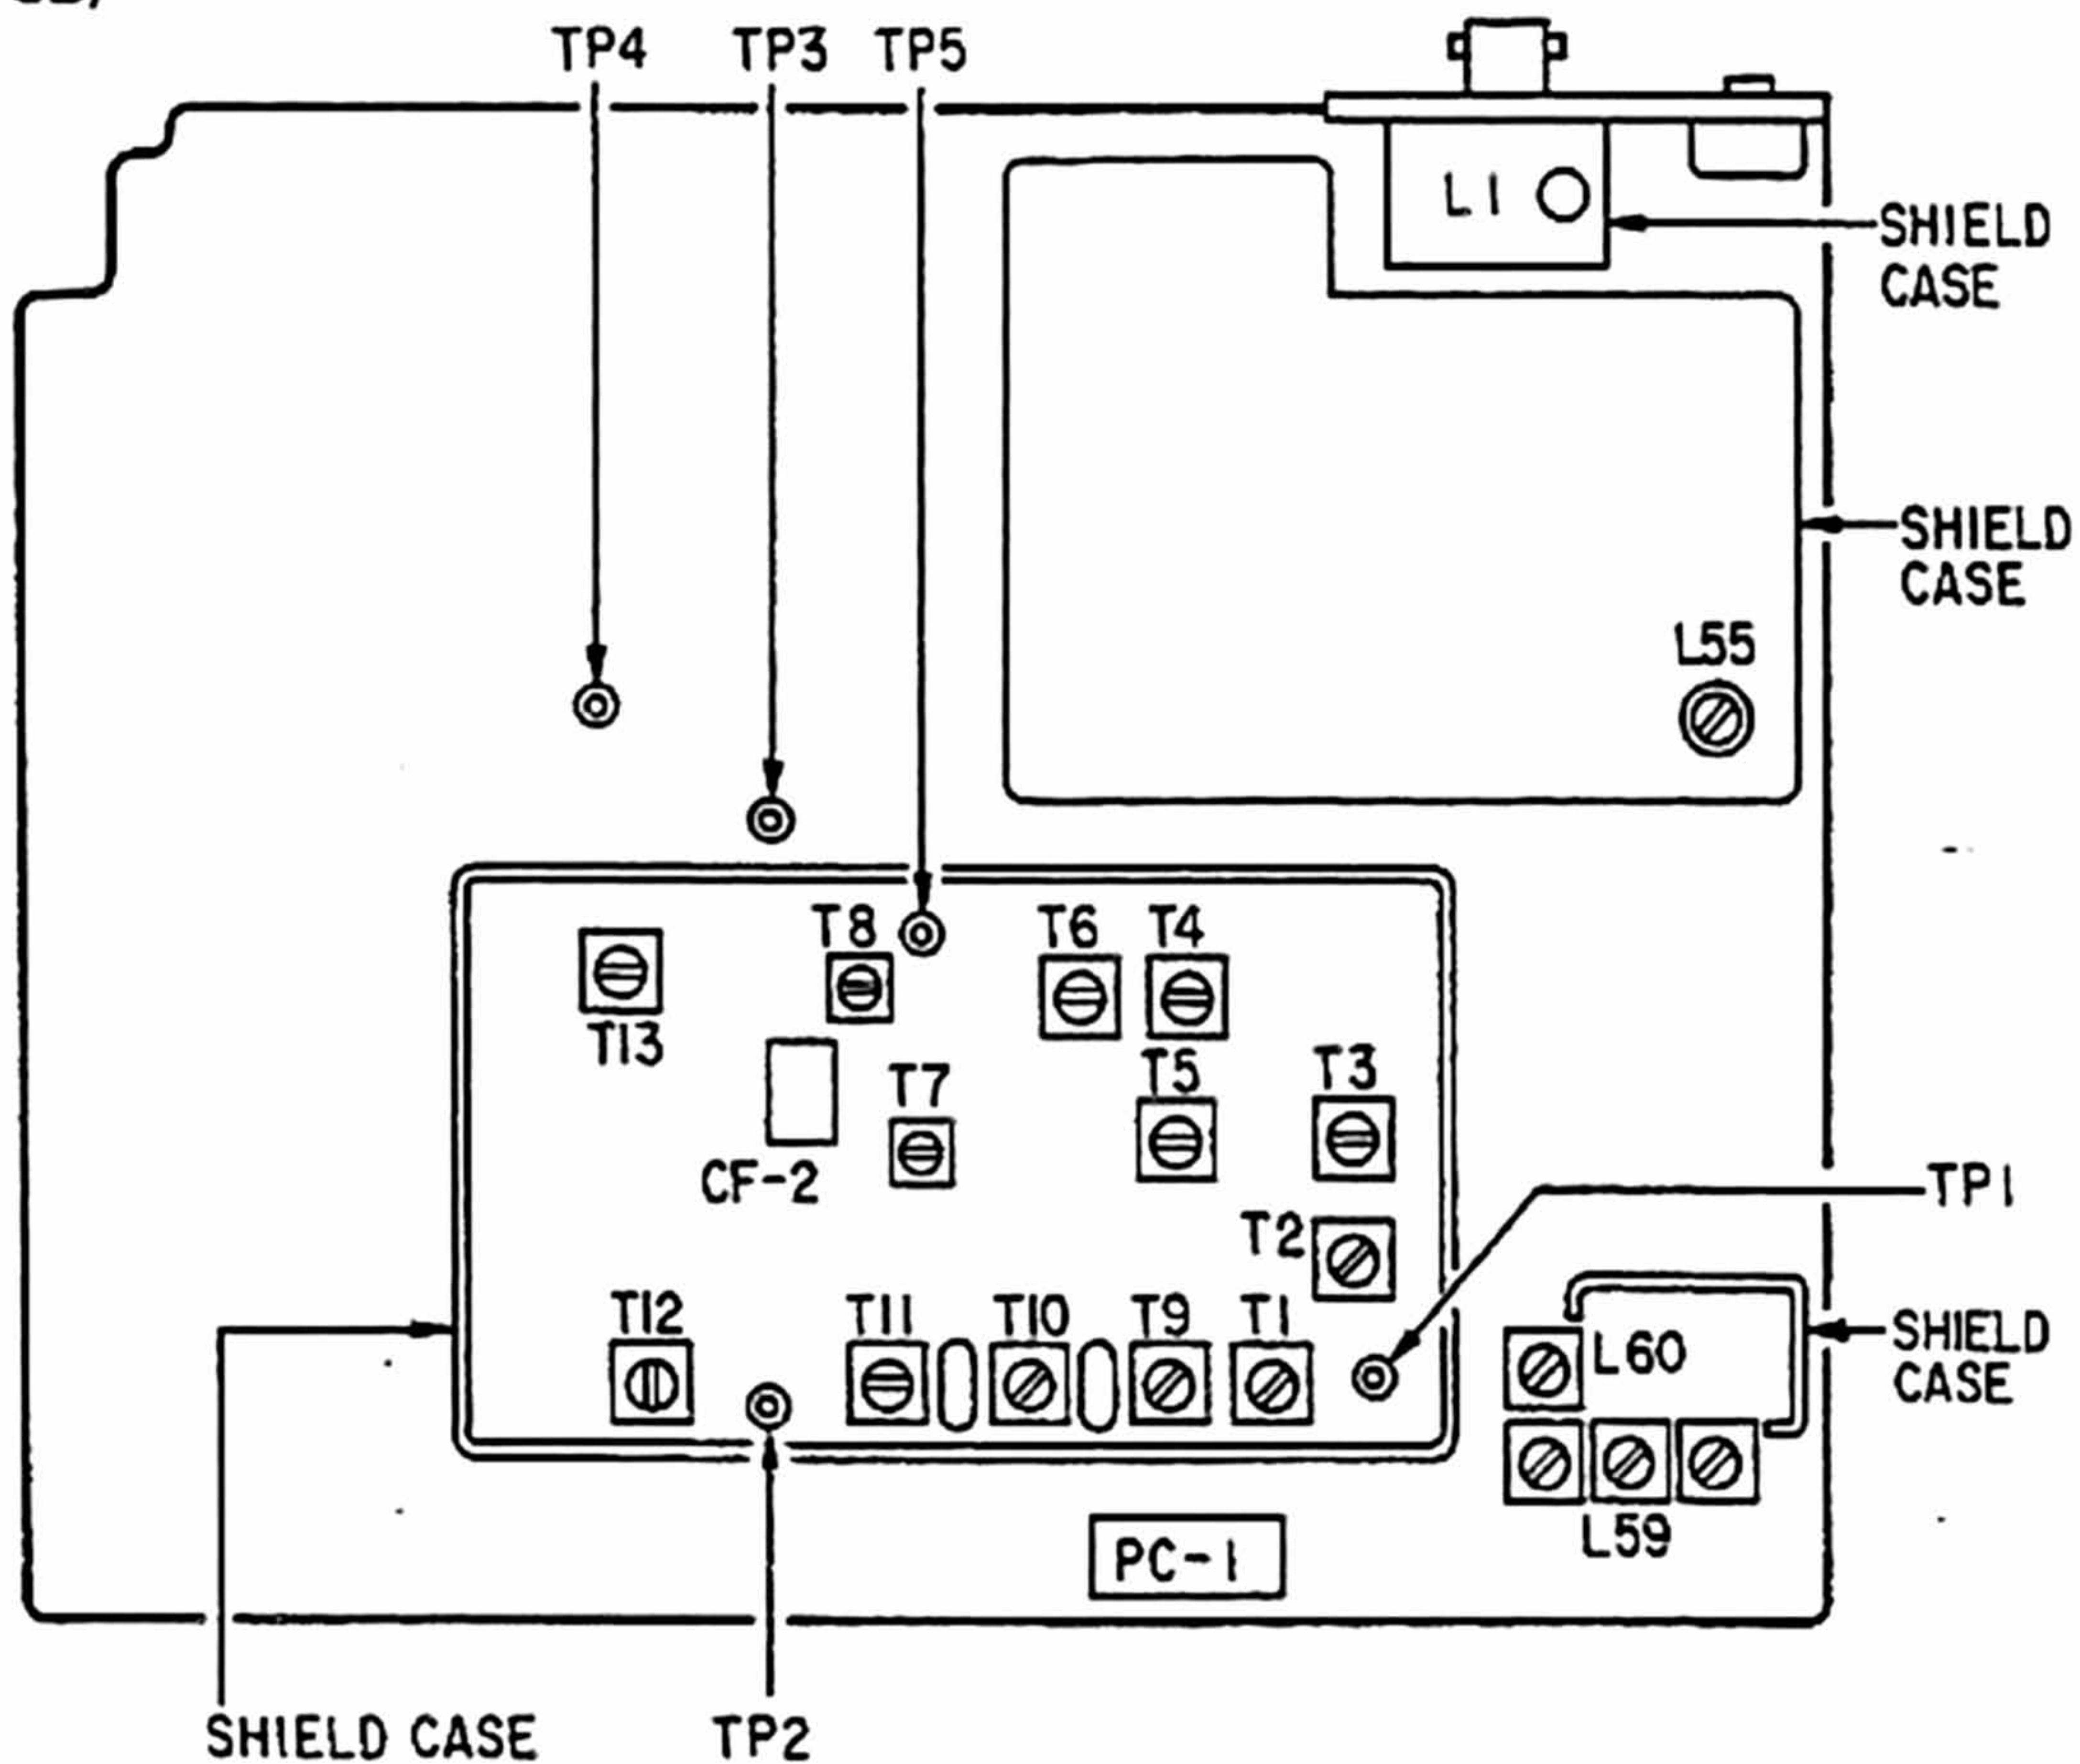 TP4 TP3 TP5
L1
SHIELD
CASE
SHIELD
CASE
L55
T8 T6 T4
T13
T5 T3
T7
CF-2
TP1
T2
T12 T11 T10 T9 T1
L60
SHIELD
CASE
L59
PC-1
SHIELD CASE TP2